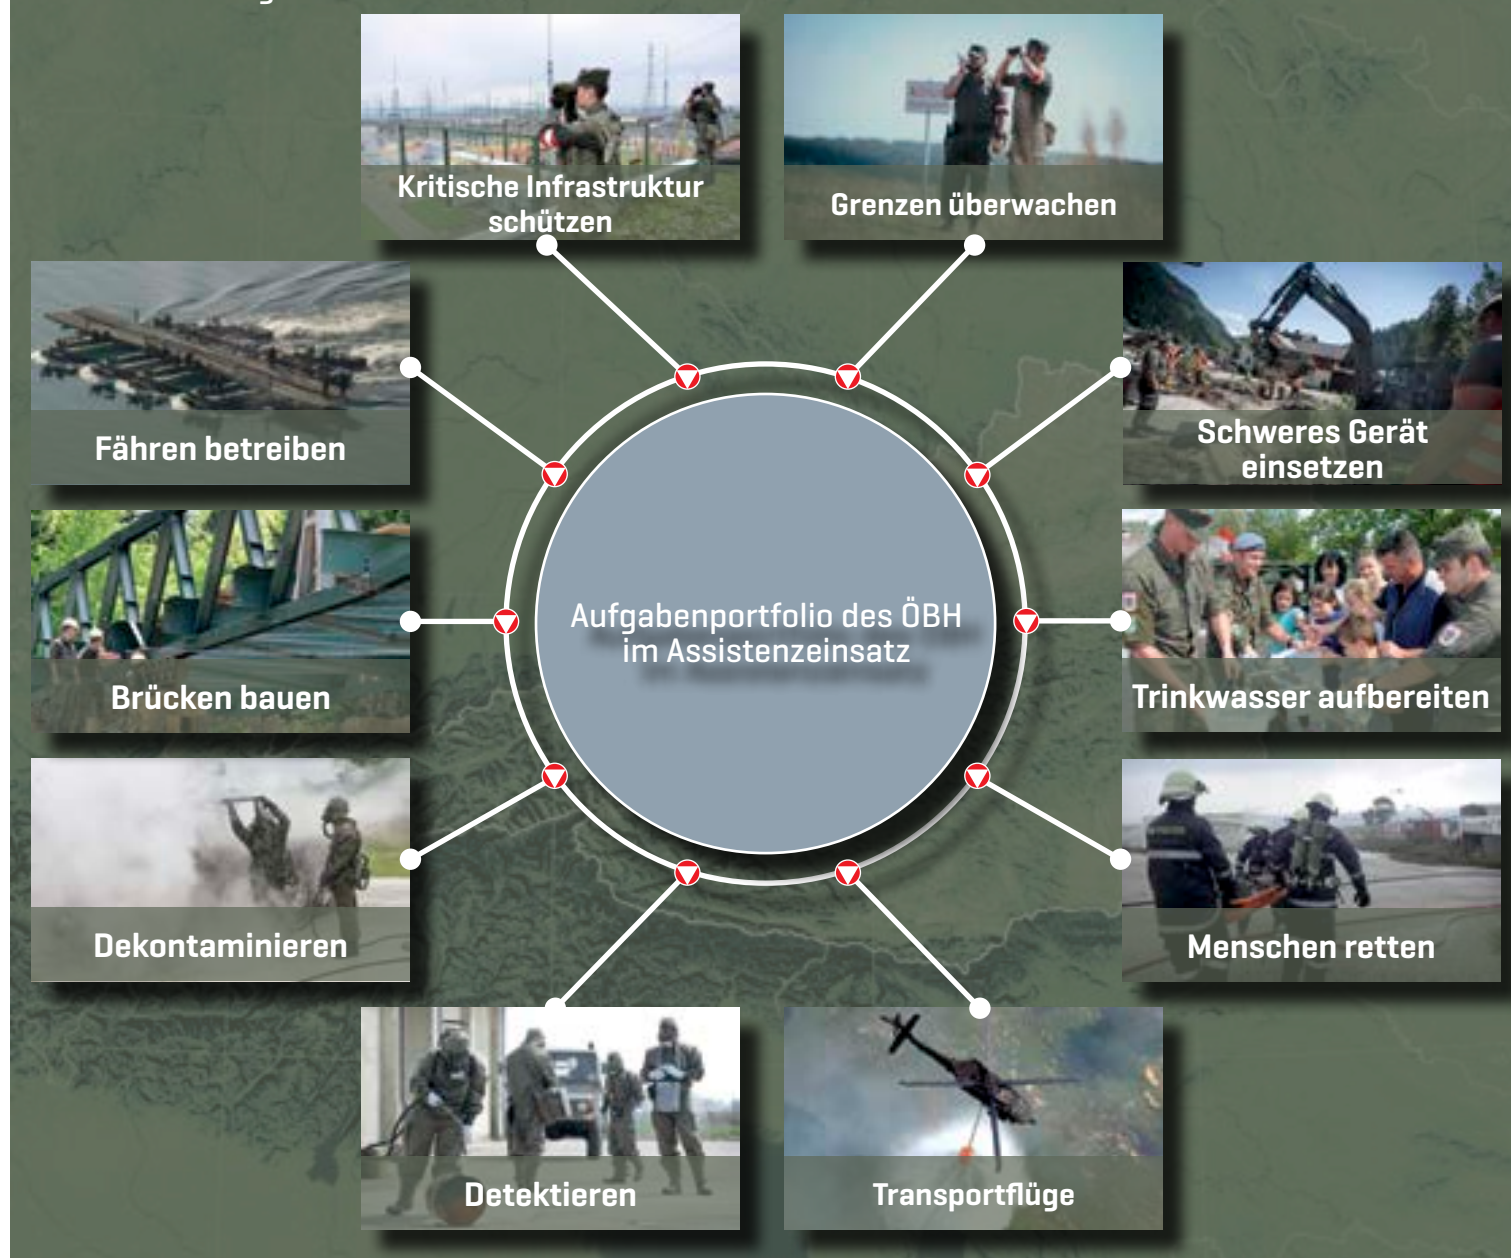 Kritische Infrastruktur
schützen
Grenzen überwachen
Fähren betreiben
Schweres Gerät
einsetzen
Aufgabenportfolio des ÖBH
im Assistenzeinsatz
Brücken bauen
Trinkwasser aufbereiten
Dekontaminieren
Menschen retten
Detektieren
Transportflüge